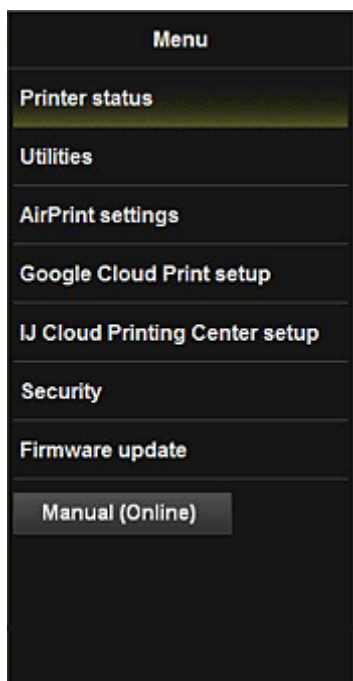 Menu
Printer status
Utilities
AirPrint settings
Google Cloud Print setup
IJ Cloud Printing Center setup
Security
Firmware update
Manual (Online)